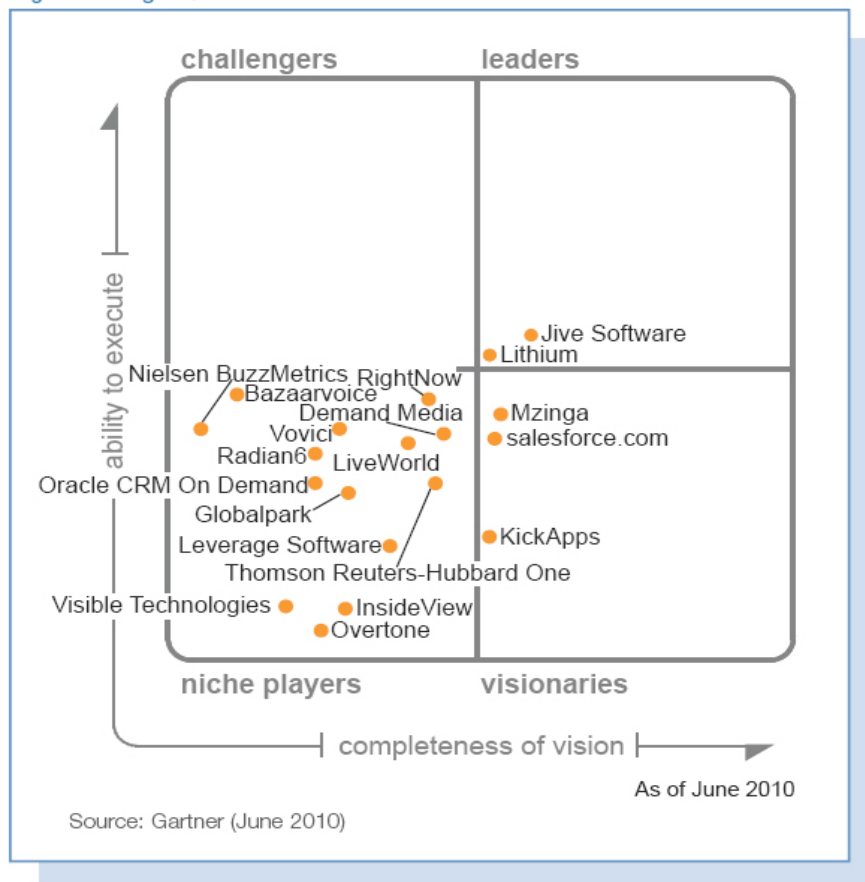 challengers
leaders
ability to execute
Jive Software
Lithium
Nielsen BuzzMetrics
RightNow
Bazaarvoice
Demand Media
Mzinga
Vovici
salesforce.com
Radian6
LiveWorld
Oracle CRM On Demand
Globalpark
KickApps
Leverage Software
Thomson Reuters-Hubbard One
Visible Technologies
InsideView
Overtone
niche players
visionaries
completeness of vision
As of June 2010
Source: Gartner (June 2010)